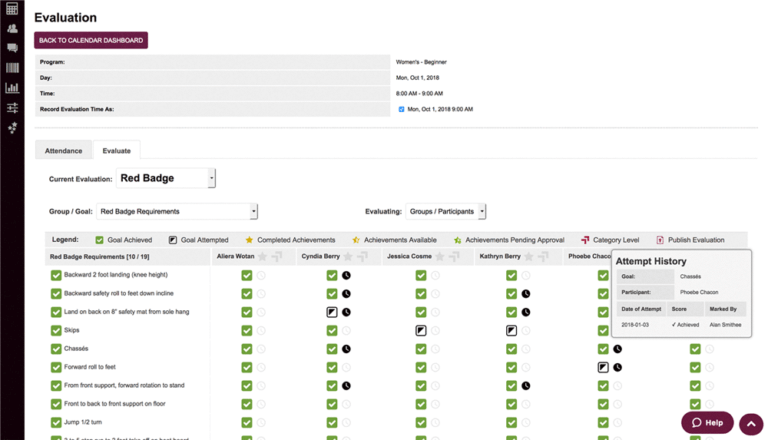 Evaluation
BACK TO CALENDAR DASHBOARD
Program: Women's - Beginner
Day: Mon, Oct 1, 2018
Time: 8:00 AM - 9:00 AM
Record Evaluation Time As: Mon, Oct 1, 2018 9:00 AM
Attendance Evaluate
Current Evaluation: Red Badge
Group / Goal: Red Badge Requirements Evaluating: Groups / Participants
Legend: Goal Achieved Goal Attempted Completed Achievements Achievements Available Achievements Pending Approval Category Level Publish Evaluation
Red Badge Requirements [10 / 19] Aliera Wotan Cyndia Berry Jessica Cosme Kathryn Berry Phoebe Chaco
Attempt History
Goal: Chassés
Participant: Phoebe Chacon
Date of Attempt Score Marked By
2018-01-03 ✓ Achieved Alan Smithee
Backward 2 foot landing (knee height)
Backward safety roll to feet down incline
Land on back on 8" safety mat from sole hang
Skips
Chassés
Forward roll to feet
From front support, forward rotation to stand
Front to back to front support on floor
Jump 1/2 turn
Help